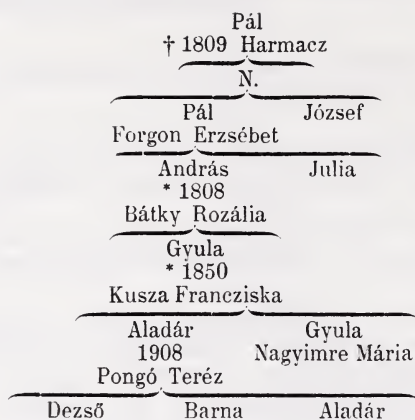 Pál
† 1809 Harmacz
N.
Pál József
Forgon Erzsébet
András Julia
* 1808
Bátky Rozália
Gyula
* 1850
Kusza Francziska
Aladár Gyula
1908 Nagyimre Mária
Pongó Teréz
Dezső Barna Aladár